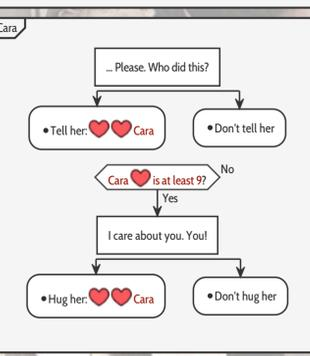 Cara
... Please. Who did this?
•Tell her:❤❤ Cara
•Don't tell her
Cara ❤ is at least 9?
No
Yes
I care about you. You!
•Hug her:❤❤ Cara
•Don't hug her